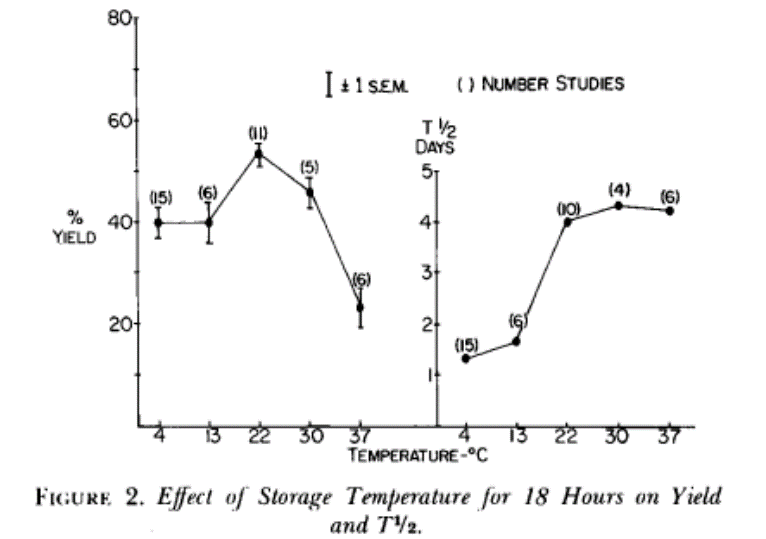 80
± 1 S.E.M. ( ) NUMBER STUDIES
60
(11)
T 1/2
DAYS
(5)
5
(15)
(6)
(4)
(6)
(10)
%
YIELD
40
4
3
(6)
20
2
(6)
(15)
1
4 13 22 30 37
4 13 22 30 37
TEMPERATURE-°C
FIGURE 2. Effect of Storage Temperature for 18 Hours on Yield
and T½.